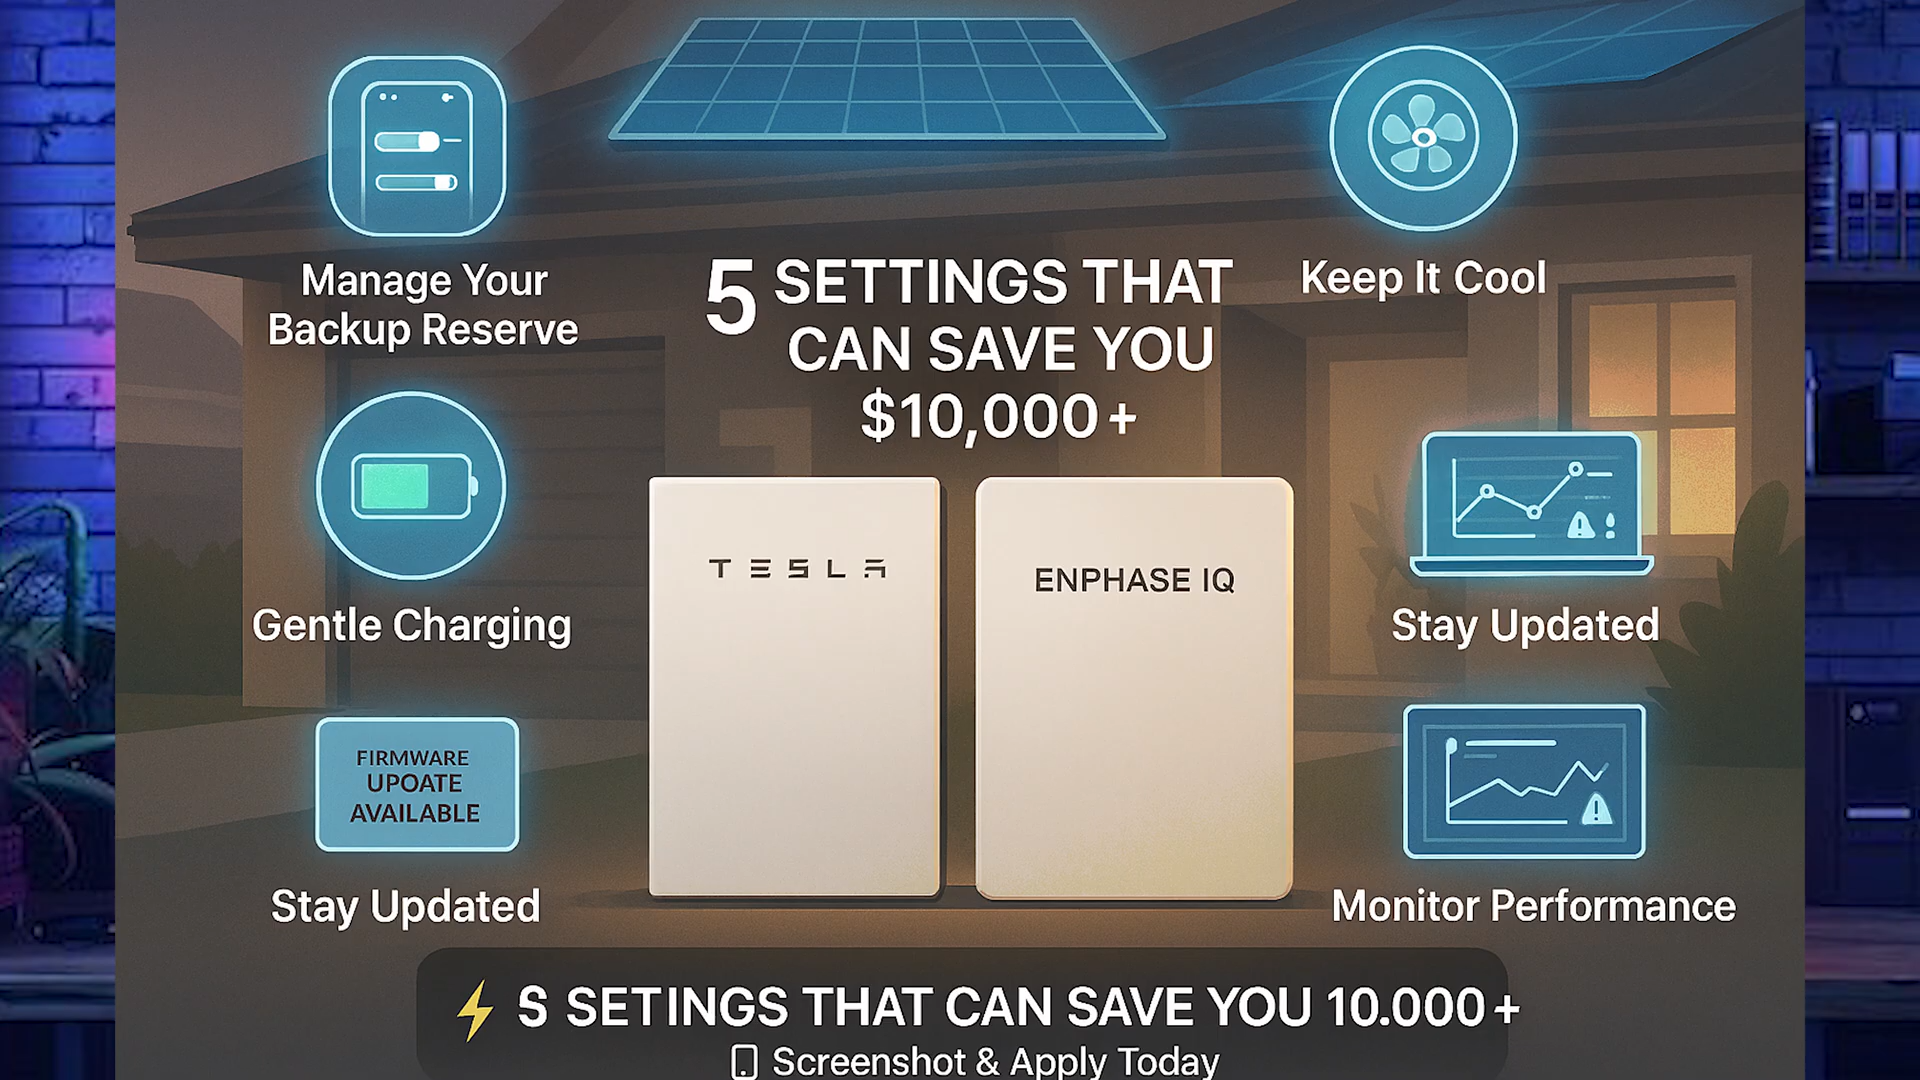 Manage Your
Backup Reserve
5 SETTINGS THAT
CAN SAVE YOU
$10,000+
Keep It Cool
Gentle Charging
TESLA
ENPHASE IQ
Stay Updated
FIRMWARE
UPOATE
AVAILABLE
Stay Updated
Monitor Performance
S SETINGS THAT CAN SAVE YOU 10.000+
Screenshot & Apply Today